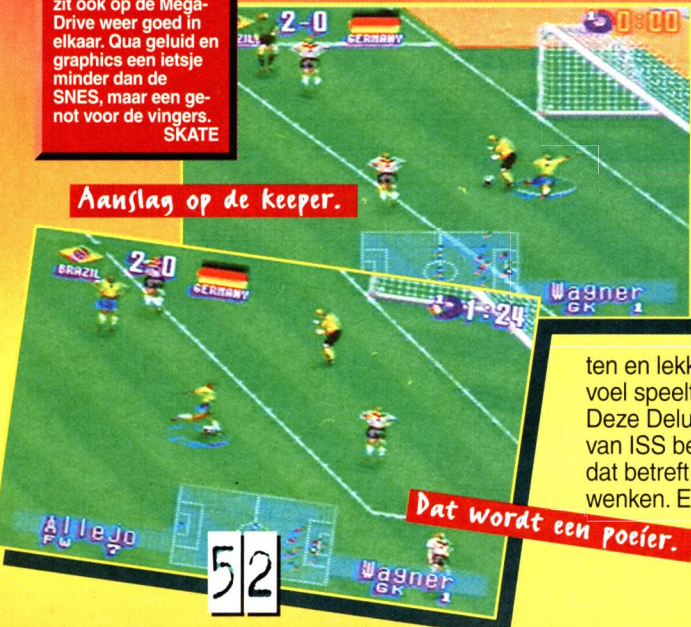 zit ook op de Mega-
Drive weer goed in
elkaar. Qua geluid en
graphics een ietsje
minder dan de
SNES, maar een ge-
not voor de vingers.
SKATE
2-0
GERMANY
0:00
Wagner
GK 1
Aanslag op de keeper.
BRAZIL
2-0
GERMANY
1:24
Allejo
FW 7
Wagner
GK 1
Dat wordt een poeier.
ten en lekk
voel speelt
Deze Delu
van ISS be
dat betreft
wenken. E
52